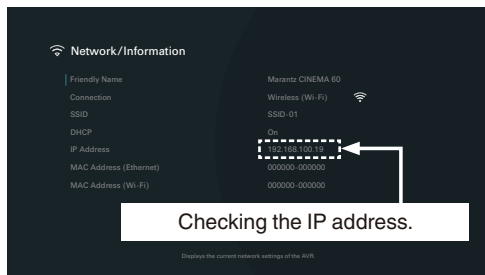 Network/Information
Friendly Name Marantz CINEMA 60
Connection Wireless (Wi-Fi)
SSID SSID-01
DHCP On
IP Address 192.168.100.19
MAC Address (Ethernet) 000000-000000
MAC Address (Wi-Fi) 000000-000000
Checking the IP address.
Displays the current network settings of the AVR.